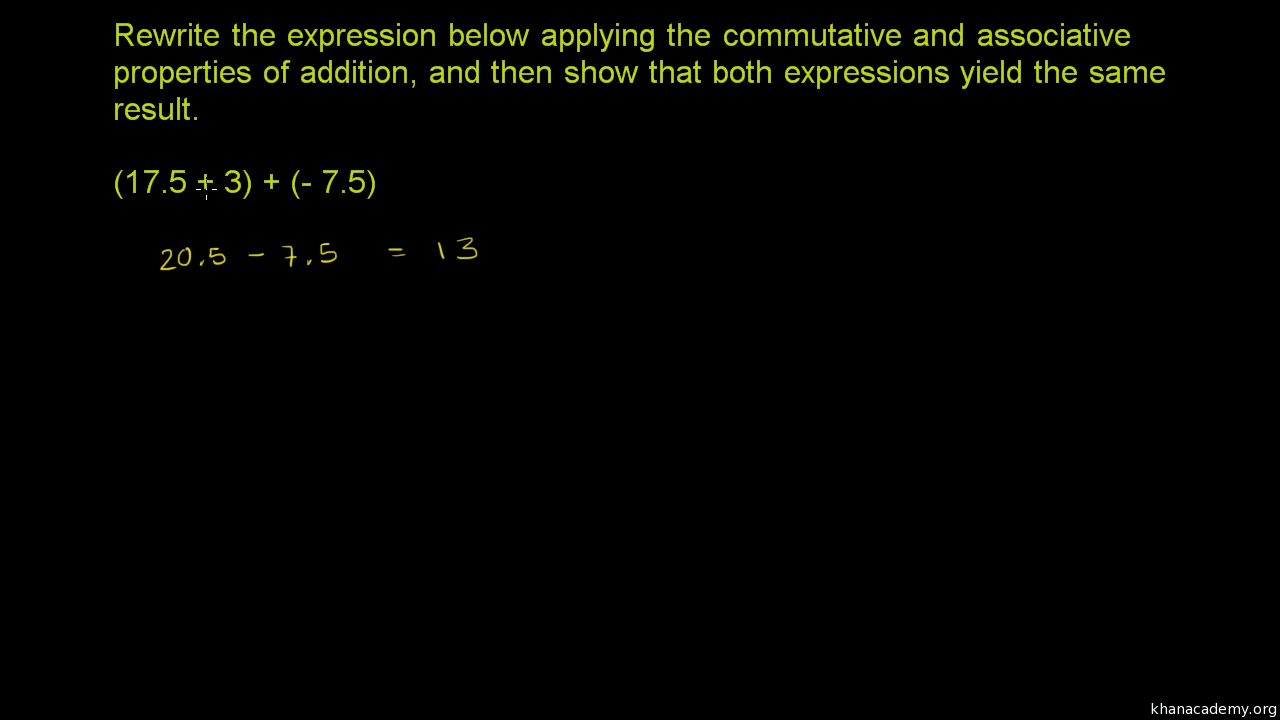 Rewrite the expression below applying the commutative and associative
properties of addition, and then show that both expressions yield the same
result.
(17.5 + 3) + (- 7.5)
20.5 - 7.5 = 13
khanacademy.org